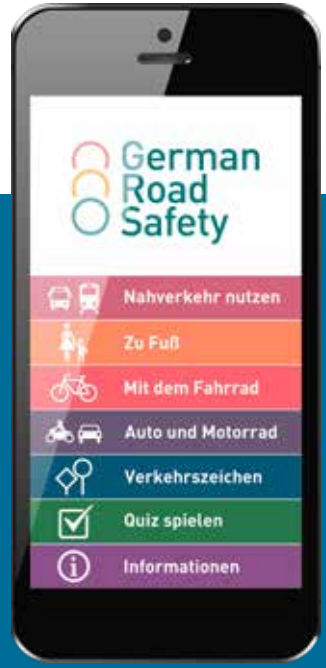 German
Road
Safety
Nahverkehr nutzen
Zu Fuß
Mit dem Fahrrad
Auto und Motorrad
Verkehrszeichen
Quiz spielen
Informationen